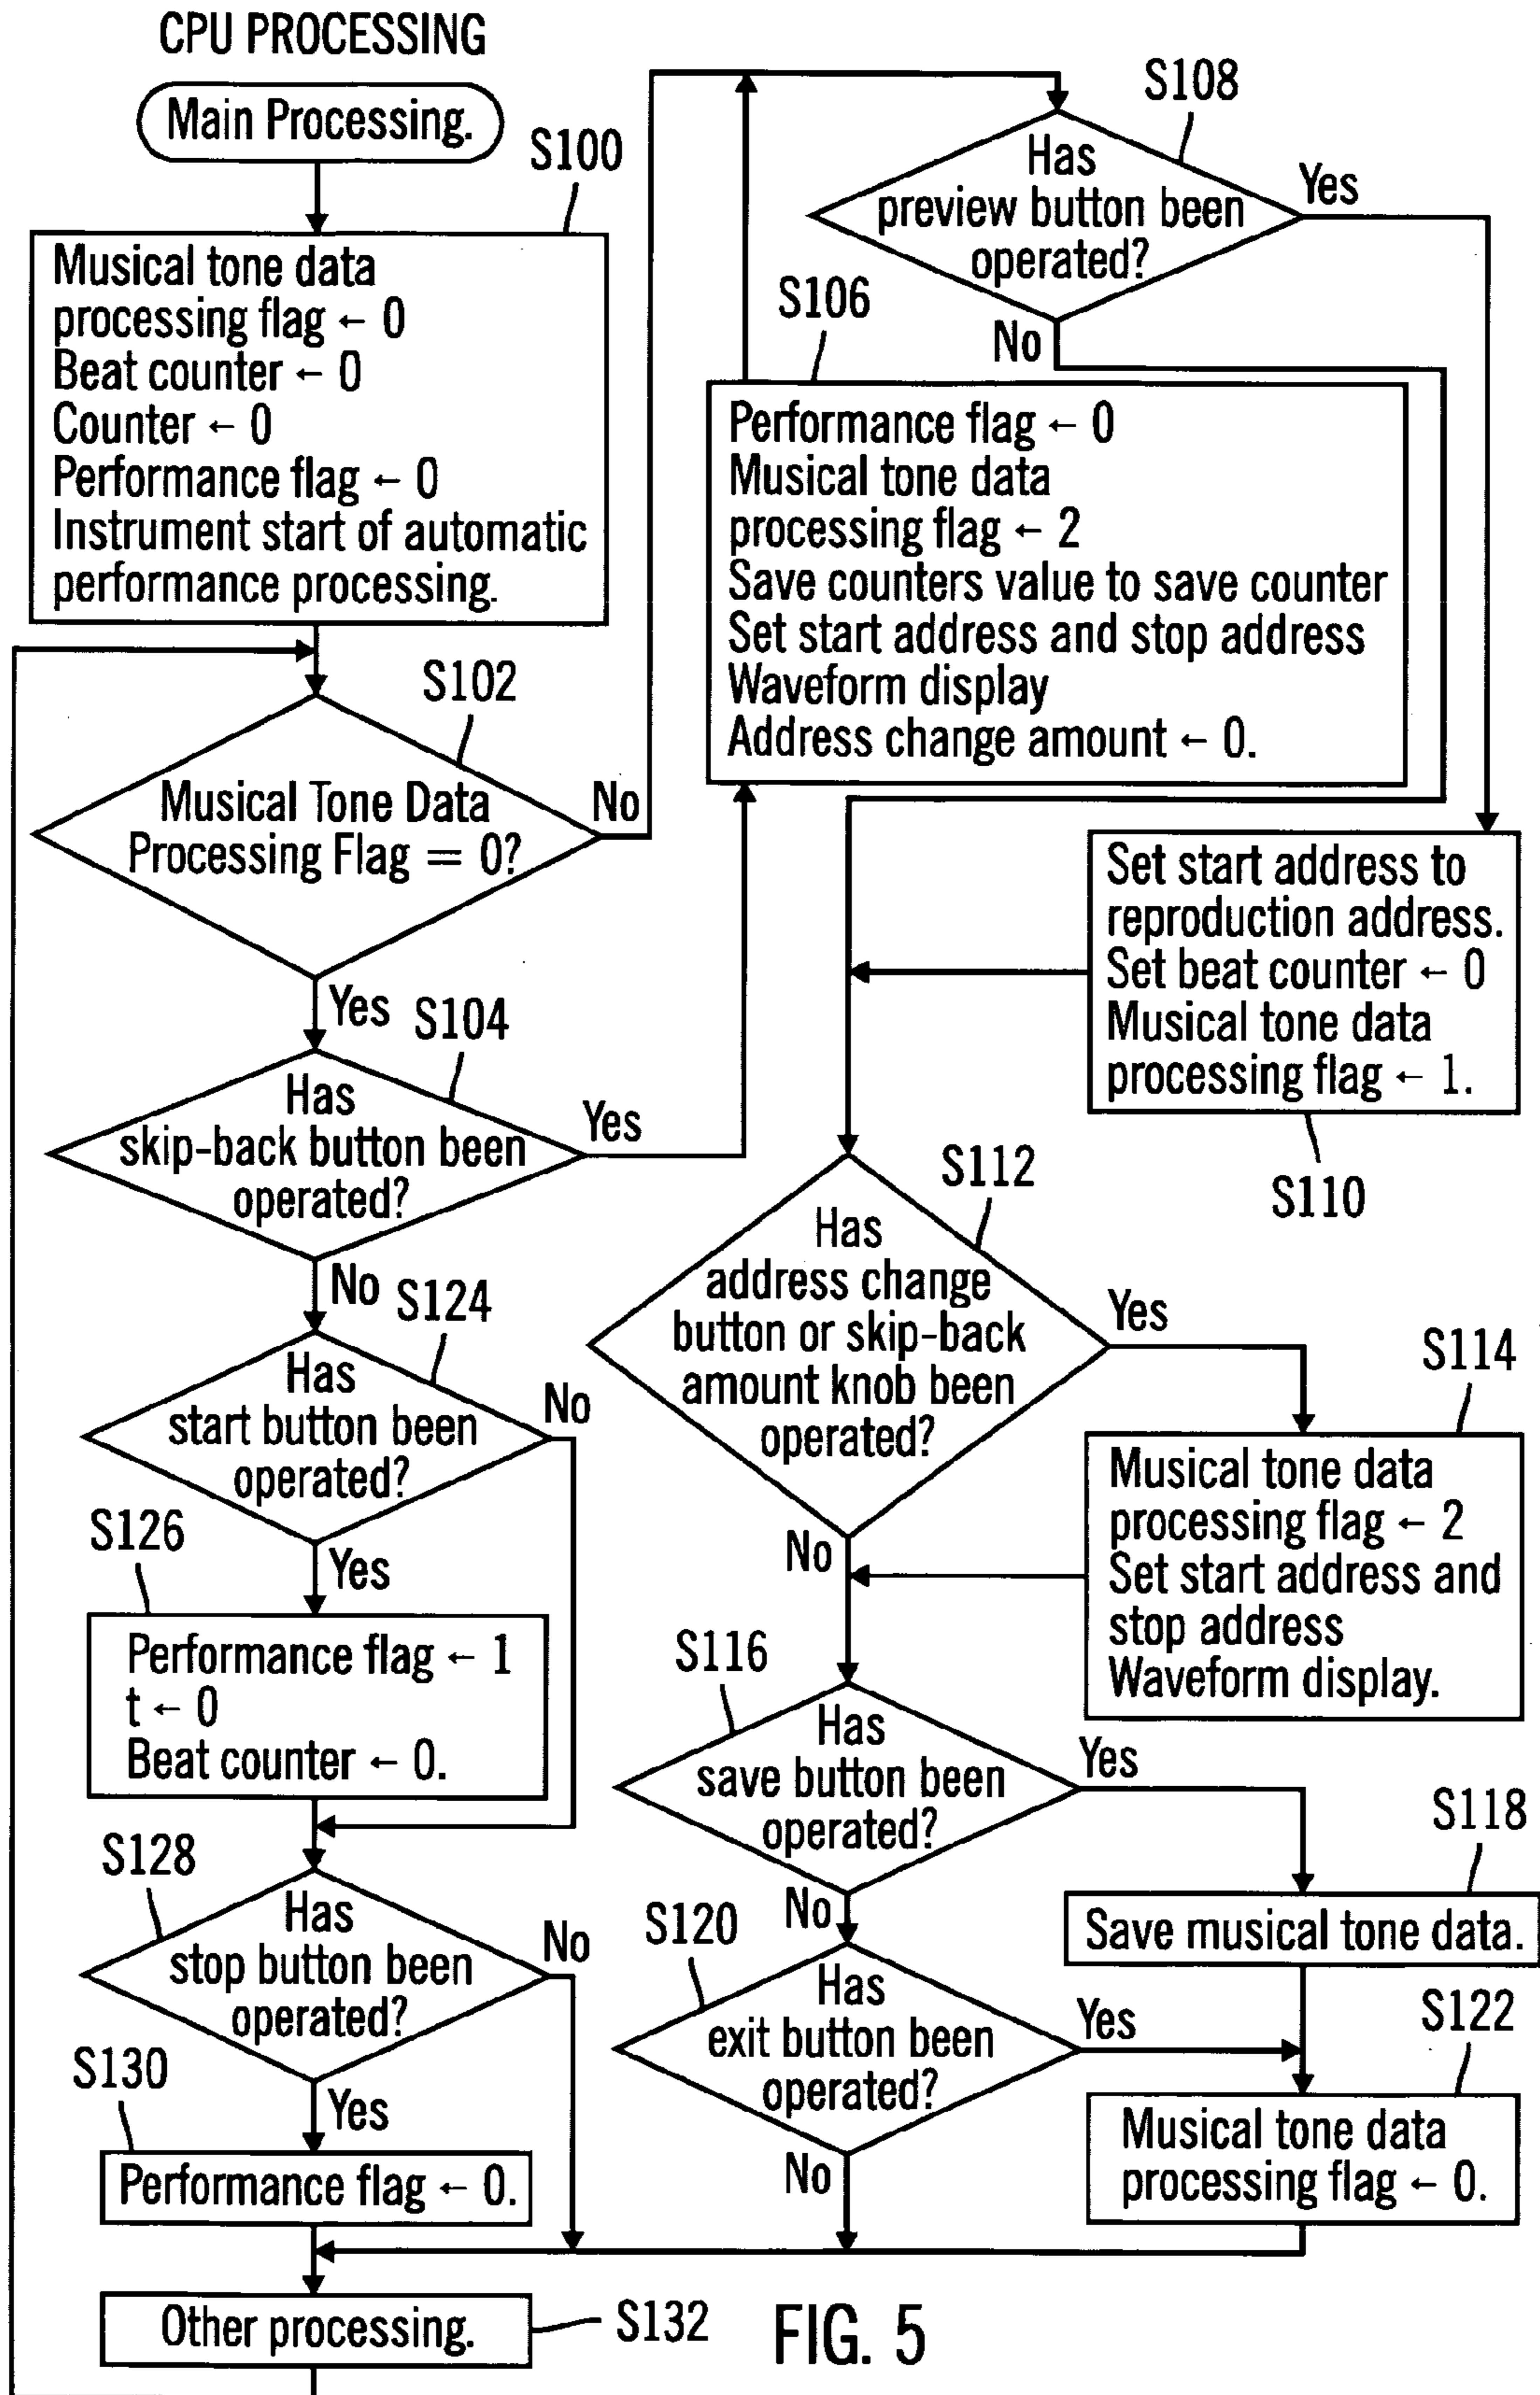 CPU PROCESSING
Main Processing.
S100
Musical tone data
processing flag ← 0
Beat counter ← 0
Counter ← 0
Performance flag ← 0
Instrument start of automatic
performance processing.
S102
Musical Tone Data
Processing Flag = 0?
No
Yes
S104
Has
skip-back button been
operated?
Yes
No
S124
Has
start button been
operated?
No
Yes
S126
Performance flag ← 1
t ← 0
Beat counter ← 0.
S128
Has
stop button been
operated?
No
Yes
S130
Performance flag ← 0.
Other processing.
S132
S108
Has
preview button been
operated?
Yes
No
S106
Performance flag ← 0
Musical tone data
processing flag ← 2
Save counters value to save counter
Set start address and stop address
Waveform display
Address change amount ← 0.
Set start address to
reproduction address.
Set beat counter ← 0
Musical tone data
processing flag ← 1.
S110
S112
Has
address change
button or skip-back
amount knob been
operated?
Yes
No
S114
Musical tone data
processing flag ← 2
Set start address and
stop address
Waveform display.
S116
Has
save button been
operated?
Yes
No
S118
Save musical tone data.
S120
Has
exit button been
operated?
Yes
No
S122
Musical tone data
processing flag ← 0.
FIG. 5